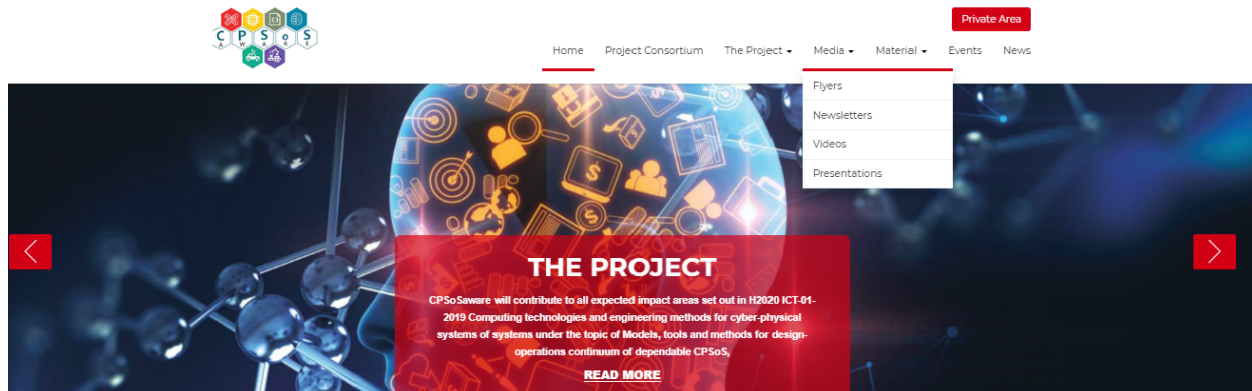 C P S o S
A W A R E
Private Area
Home Project Consortium The Project Media Material Events News
Flyers
Newsletters
Videos
Presentations
THE PROJECT
CPSoSaware will contribute to all expected impact areas set out in H2020 ICT-01-
2019 Computing technologies and engineering methods for cyber-physical
systems of systems under the topic of Models, tools and methods for design-
operations continuum of dependable CPSoS,
READ MORE